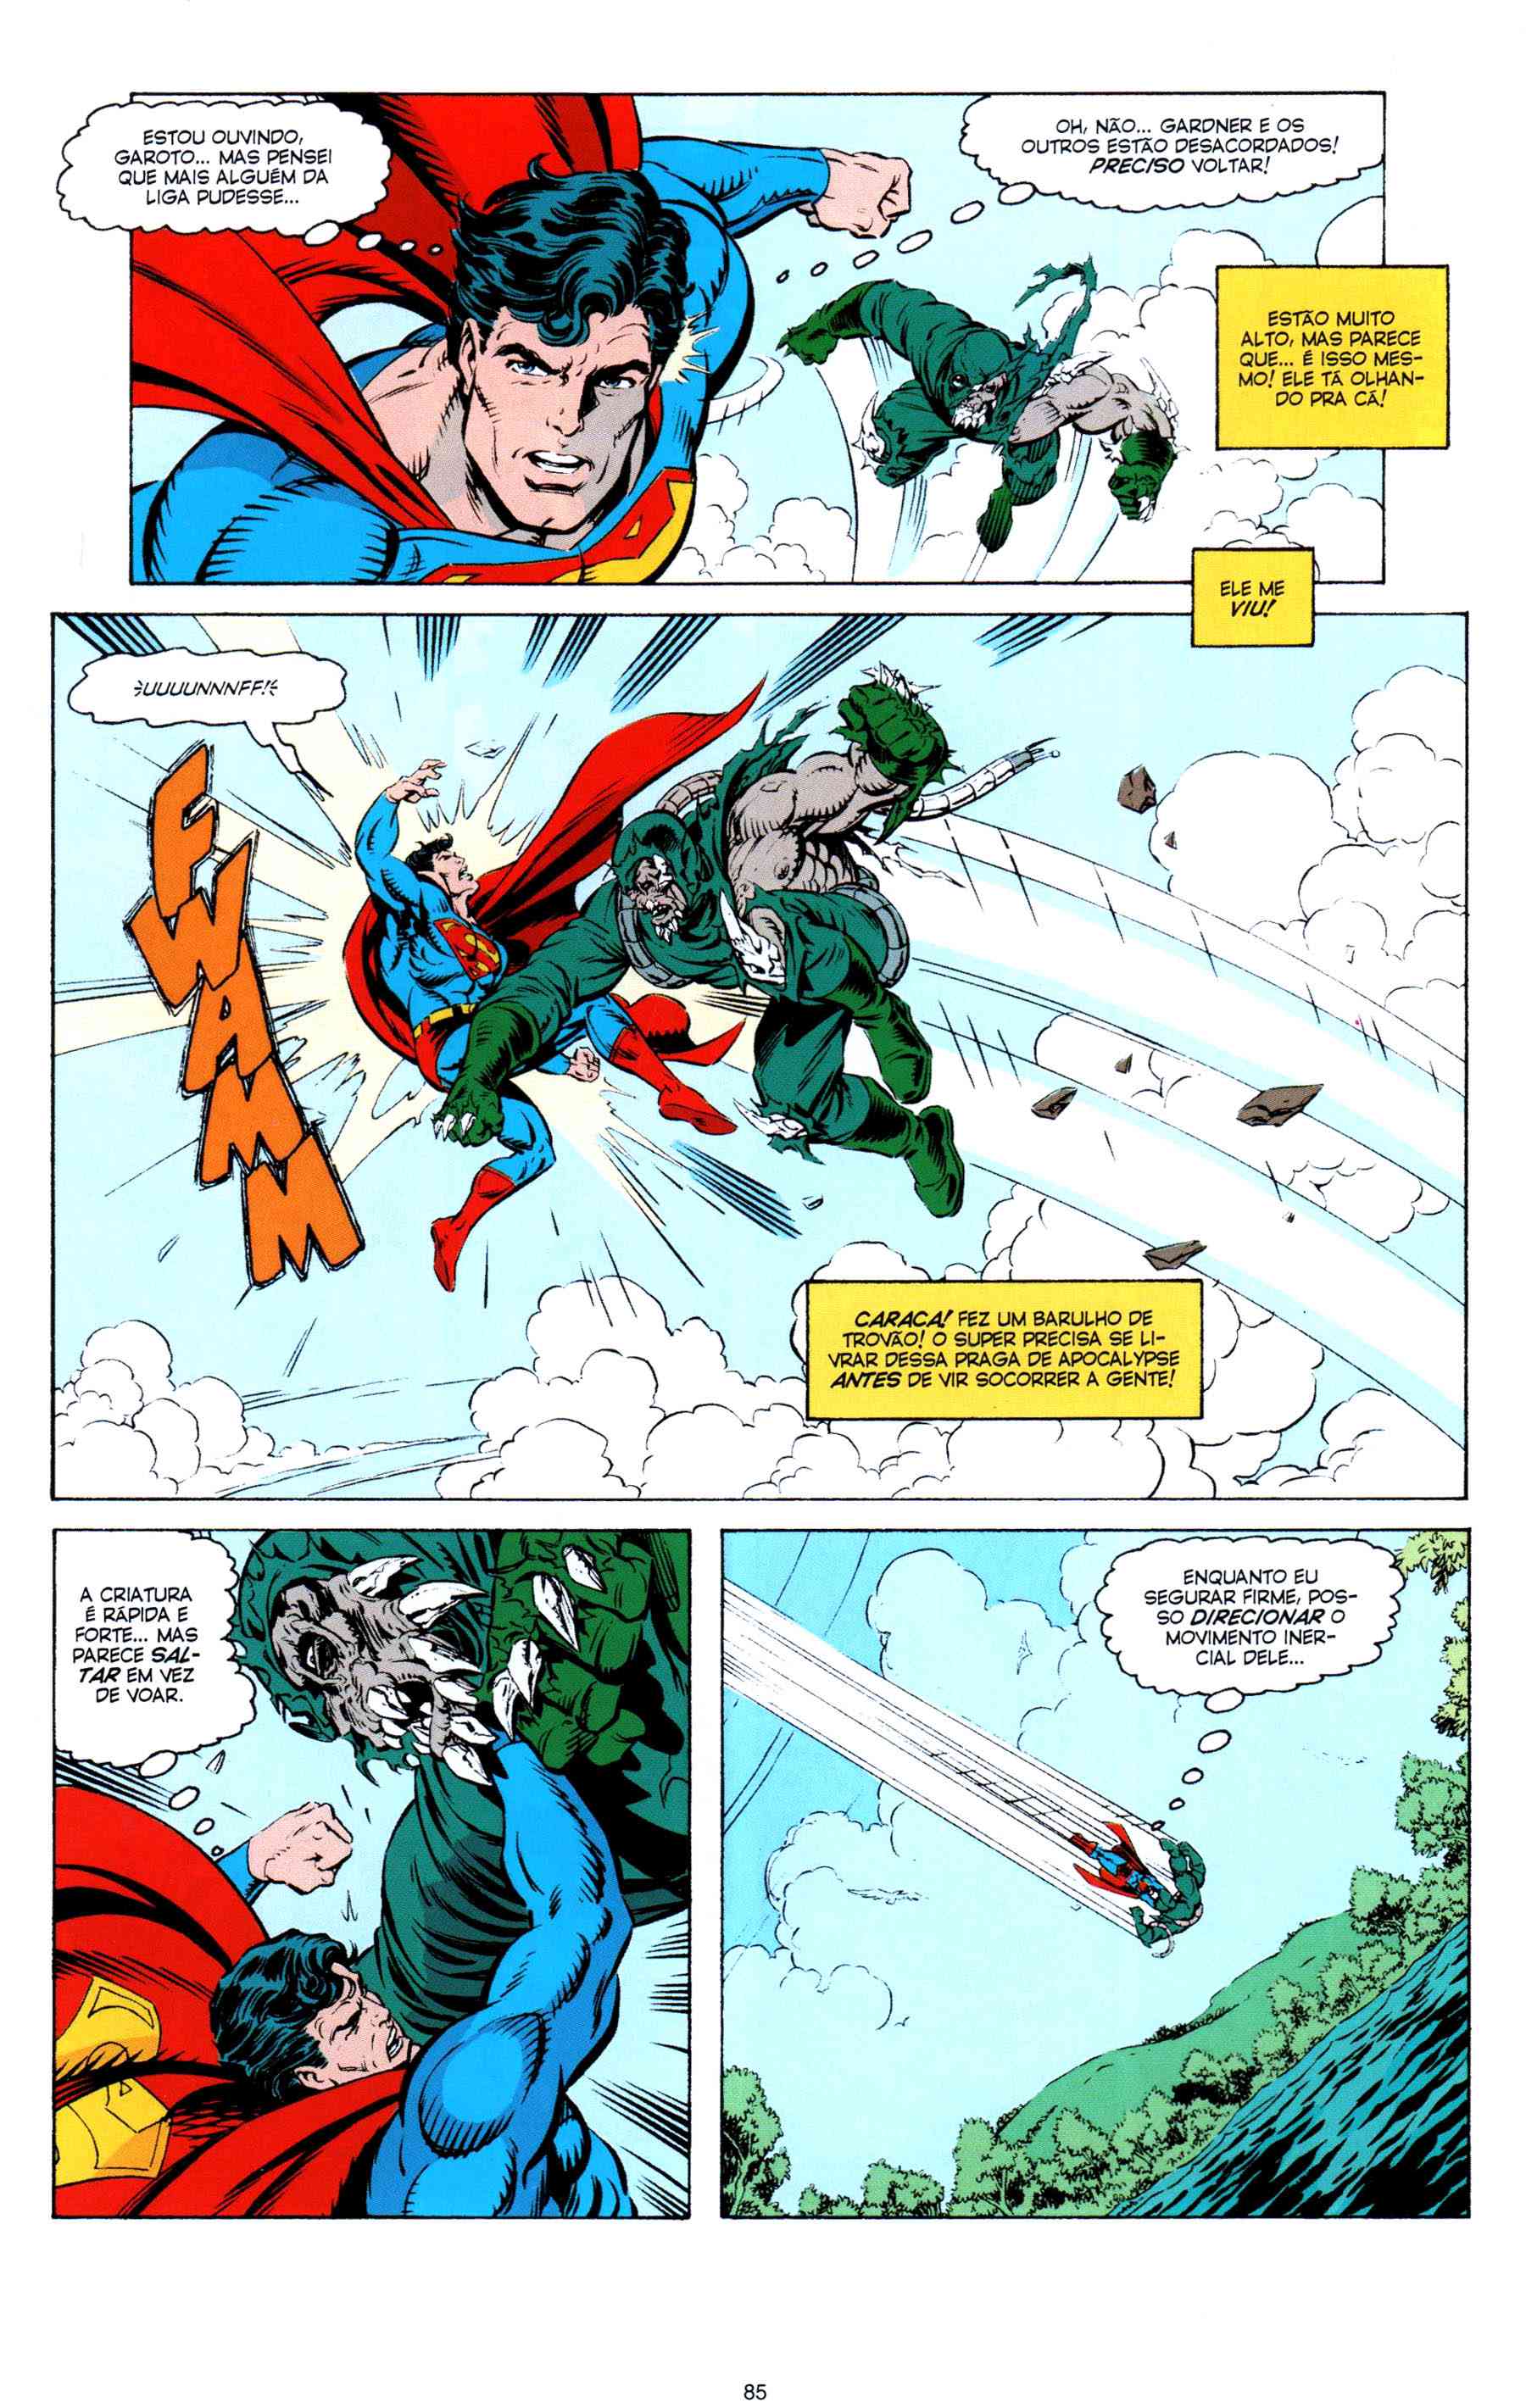 ESTOU OUVINDO,
GAROTO... MAS PENSEI
QUE MAIS ALGUÉM DA
LIGA PUDESSE...
OH, NÃO... GARDNER E OS
OUTROS ESTÃO DESACORDADOS!
PRECISO VOLTAR!
ESTÃO MUITO
ALTO, MAS PARECE
QUE... É ISSO MES-
MO! ELE TÁ OLHAN-
DO PRA CÁ!
ELE ME
VIU!
UUUUNNNFF!
FWAMM
CARACA! FEZ UM BARULHO DE
TROVÃO! O SUPER PRECISA SE LI-
VRAR DESSA PRAGA DE APOCALYPSE
ANTES DE VIR SOCORRER A GENTE!
A CRIATURA
É RÁPIDA E
FORTE... MAS
PARECE SAL-
TAR EM VEZ
DE VOAR.
ENQUANTO EU
SEGURAR FIRME, POS-
SO DIRECIONAR O
MOVIMENTO INER-
CIAL DELE...
85